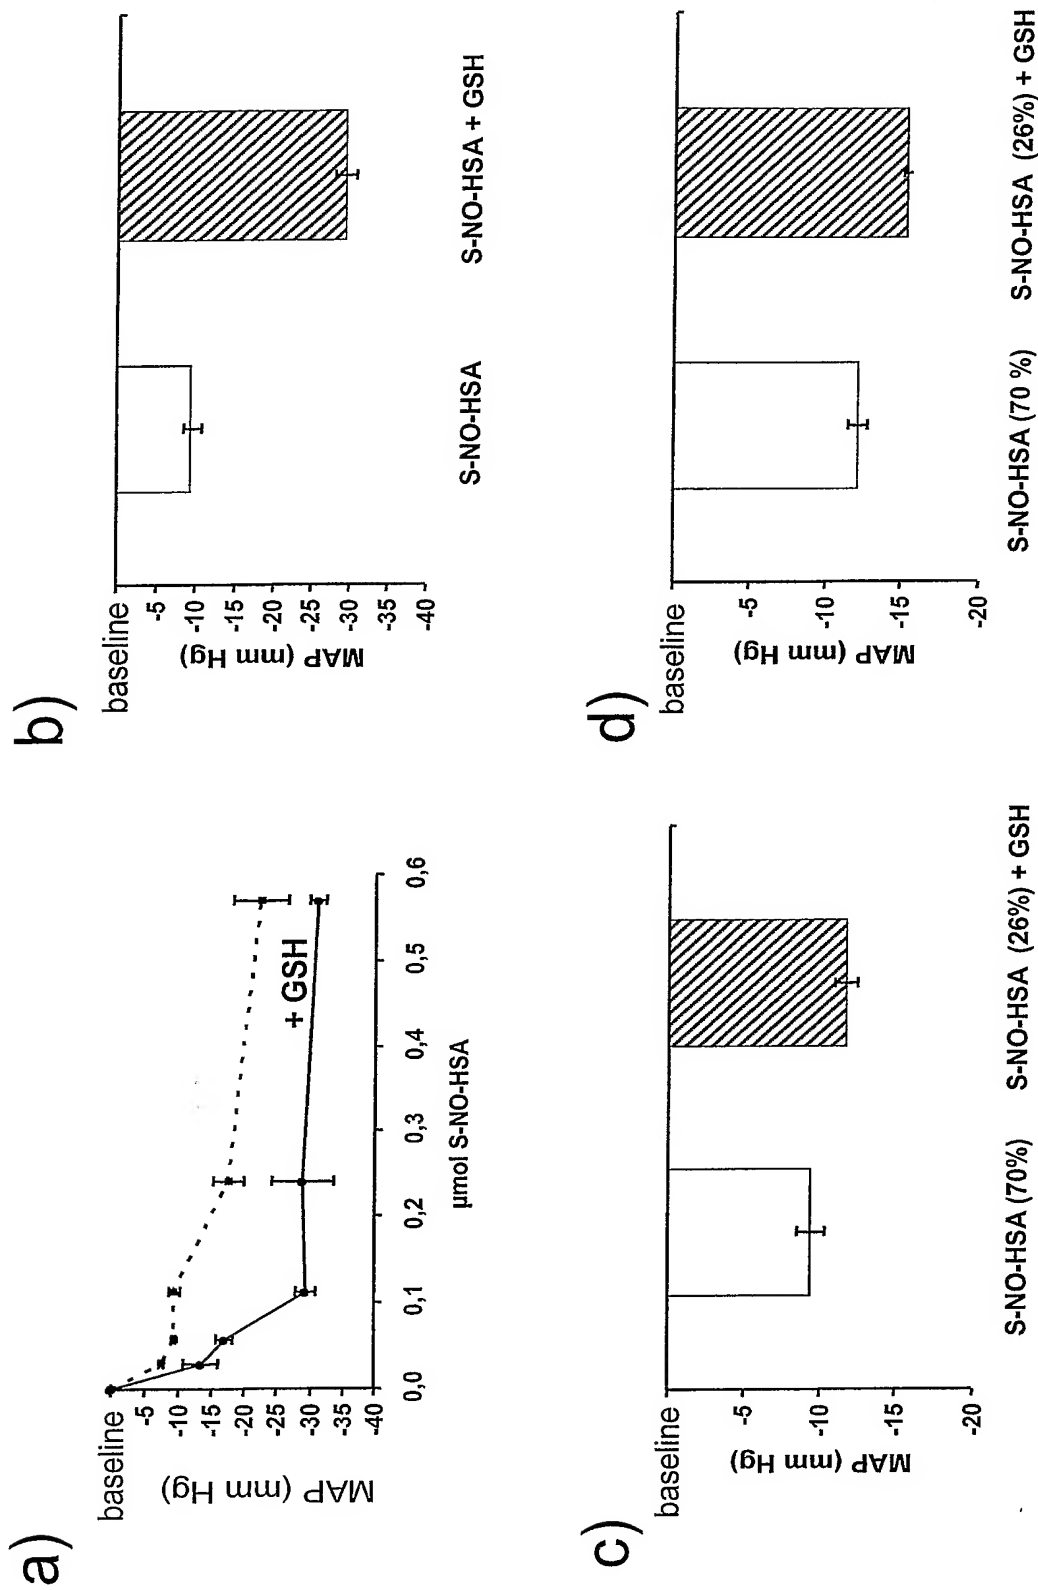 a)
baseline
-5
-10
-15
-20
-25
-30
-35
-40
MAP (mm Hg)
+ GSH
0,0
0,1
0,2
0,3
0,4
0,5
0,6
µmol S-NO-HSA
b)
baseline
-5
-10
-15
-20
-25
-30
-35
-40
MAP (mm Hg)
S-NO-HSA
S-NO-HSA + GSH
c)
baseline
-5
-10
-15
-20
MAP (mm Hg)
S-NO-HSA (70%)
S-NO-HSA (26%) + GSH
d)
baseline
-5
-10
-15
-20
MAP (mm Hg)
S-NO-HSA (70 %)
S-NO-HSA (26%) + GSH